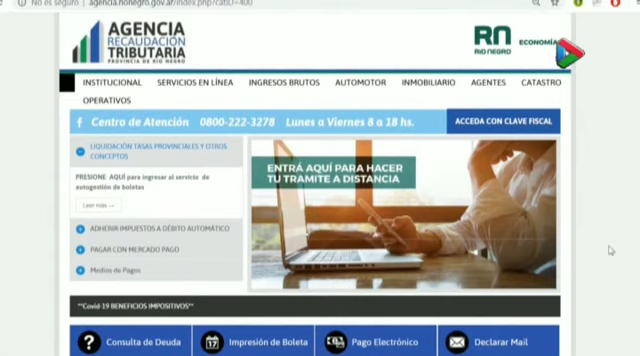 No es seguro | agencia.rionegro.gov.ar/index.php?catID=400
AGENCIA
RECAUDACIÓN
TRIBUTARIA
PROVINCIA DE RÍO NEGRO
RN
RIO NEGRO
ECONOMÍA
INSTITUCIONAL SERVICIOS EN LÍNEA INGRESOS BRUTOS AUTOMOTOR INMOBILIARIO AGENTES CATASTRO
OPERATIVOS
Centro de Atención 0800-222-3278 Lunes a Viernes 8 a 18 hs.
ACCEDA CON CLAVE FISCAL
LIQUIDACIÓN TASAS PROVINCIALES Y OTROS
CONCEPTOS
PRESIONE AQUÍ para ingresar al servicio de
autogestión de boletas
Leer más →
ADHERIR IMPUESTOS A DÉBITO AUTOMÁTICO
PAGAR CON MERCADO PAGO
Medios de Pagos
ENTRÁ AQUÍ PARA HACER
TU TRAMITE A DISTANCIA
**Covid-19 BENEFICIOS IMPOSITIVOS**
? Consulta de Deuda
17 Impresión de Boleta
Pago Electrónico
Declarar Mail